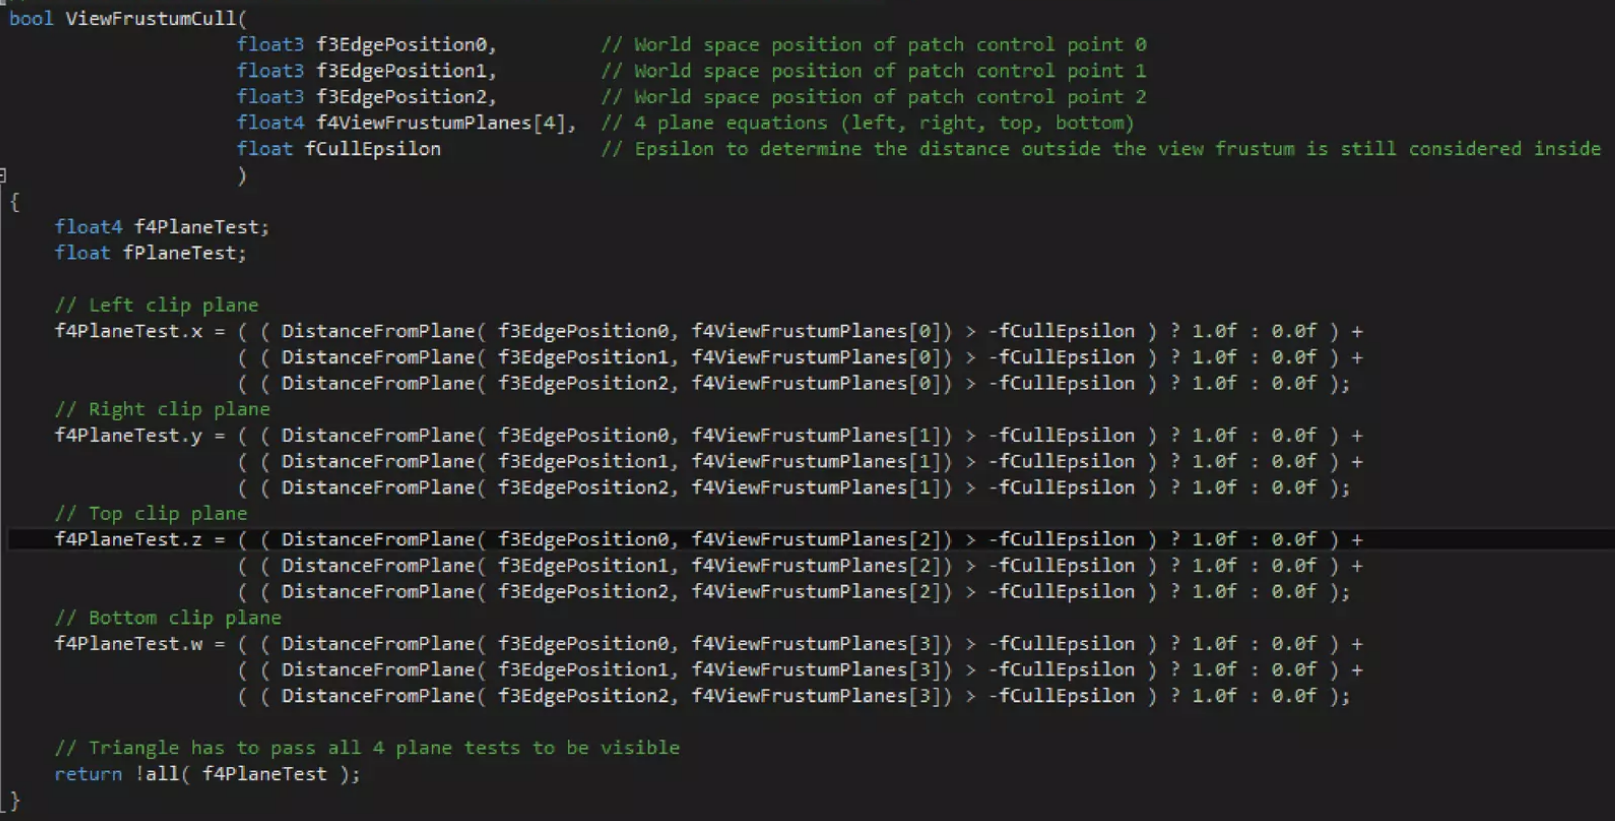 bool ViewFrustumCull(
float3 f3EdgePosition0, // World space position of patch control point 0
float3 f3EdgePosition1, // World space position of patch control point 1
float3 f3EdgePosition2, // World space position of patch control point 2
float4 f4ViewFrustumPlanes[4], // 4 plane equations (left, right, top, bottom)
float fCullEpsilon // Epsilon to determine the distance outside the view frustum is still considered inside
)
{
float4 f4PlaneTest;
float fPlaneTest;
// Left clip plane
f4PlaneTest.x = ( ( DistanceFromPlane( f3EdgePosition0, f4ViewFrustumPlanes[0]) > -fCullEpsilon ) ? 1.0f : 0.0f ) +
( ( DistanceFromPlane( f3EdgePosition1, f4ViewFrustumPlanes[0]) > -fCullEpsilon ) ? 1.0f : 0.0f ) +
( ( DistanceFromPlane( f3EdgePosition2, f4ViewFrustumPlanes[0]) > -fCullEpsilon ) ? 1.0f : 0.0f );
// Right clip plane
f4PlaneTest.y = ( ( DistanceFromPlane( f3EdgePosition0, f4ViewFrustumPlanes[1]) > -fCullEpsilon ) ? 1.0f : 0.0f ) +
( ( DistanceFromPlane( f3EdgePosition1, f4ViewFrustumPlanes[1]) > -fCullEpsilon ) ? 1.0f : 0.0f ) +
( ( DistanceFromPlane( f3EdgePosition2, f4ViewFrustumPlanes[1]) > -fCullEpsilon ) ? 1.0f : 0.0f );
// Top clip plane
f4PlaneTest.z = ( ( DistanceFromPlane( f3EdgePosition0, f4ViewFrustumPlanes[2]) > -fCullEpsilon ) ? 1.0f : 0.0f ) +
( ( DistanceFromPlane( f3EdgePosition1, f4ViewFrustumPlanes[2]) > -fCullEpsilon ) ? 1.0f : 0.0f ) +
( ( DistanceFromPlane( f3EdgePosition2, f4ViewFrustumPlanes[2]) > -fCullEpsilon ) ? 1.0f : 0.0f );
// Bottom clip plane
f4PlaneTest.w = ( ( DistanceFromPlane( f3EdgePosition0, f4ViewFrustumPlanes[3]) > -fCullEpsilon ) ? 1.0f : 0.0f ) +
( ( DistanceFromPlane( f3EdgePosition1, f4ViewFrustumPlanes[3]) > -fCullEpsilon ) ? 1.0f : 0.0f ) +
( ( DistanceFromPlane( f3EdgePosition2, f4ViewFrustumPlanes[3]) > -fCullEpsilon ) ? 1.0f : 0.0f );
// Triangle has to pass all 4 plane tests to be visible
return !all( f4PlaneTest );
}